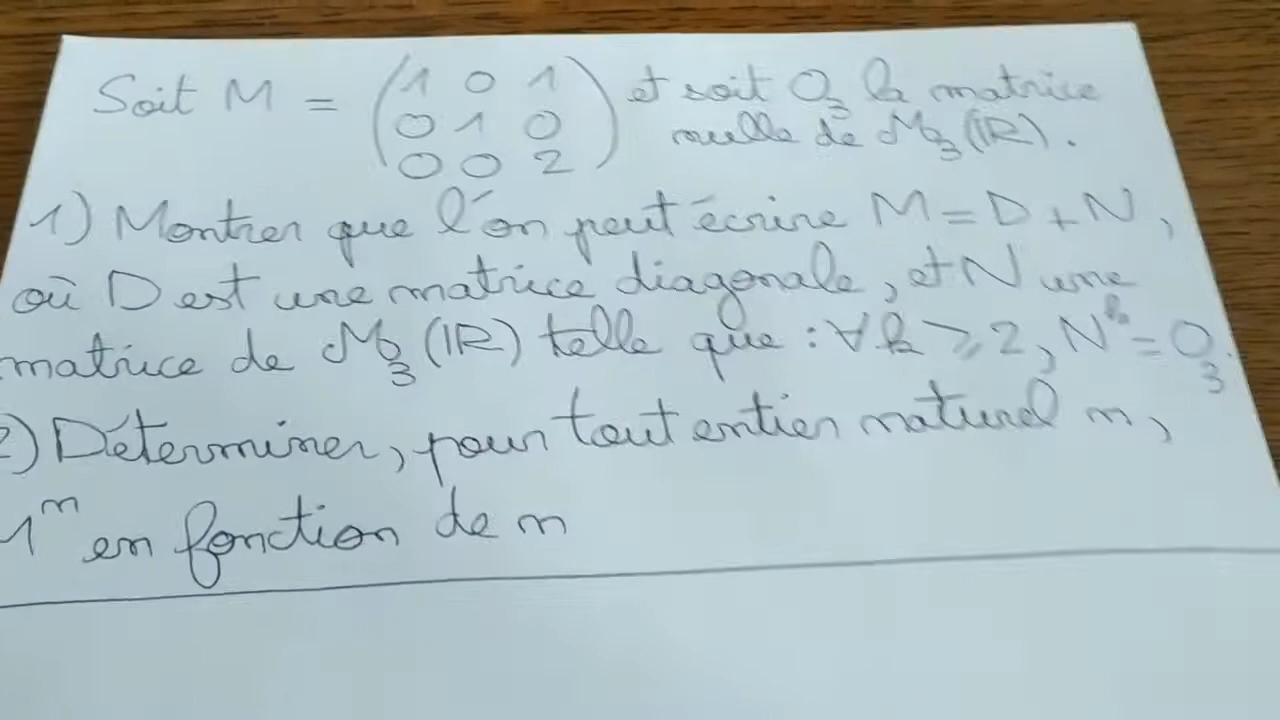 Soit M = (1 0 1 et soit O₃ la matrice
0 1 0 nulle de M₃(IR).
0 0 2)
1) Montrer que l'on peut écrire M = D + N,
où D est une matrice diagonale, et N une
matrice de M₃(IR) telle que : ∀k ⩾ 2, Nᵏ = O₃.
2) Déterminer, pour tout entier naturel n,
Mⁿ en fonction de n